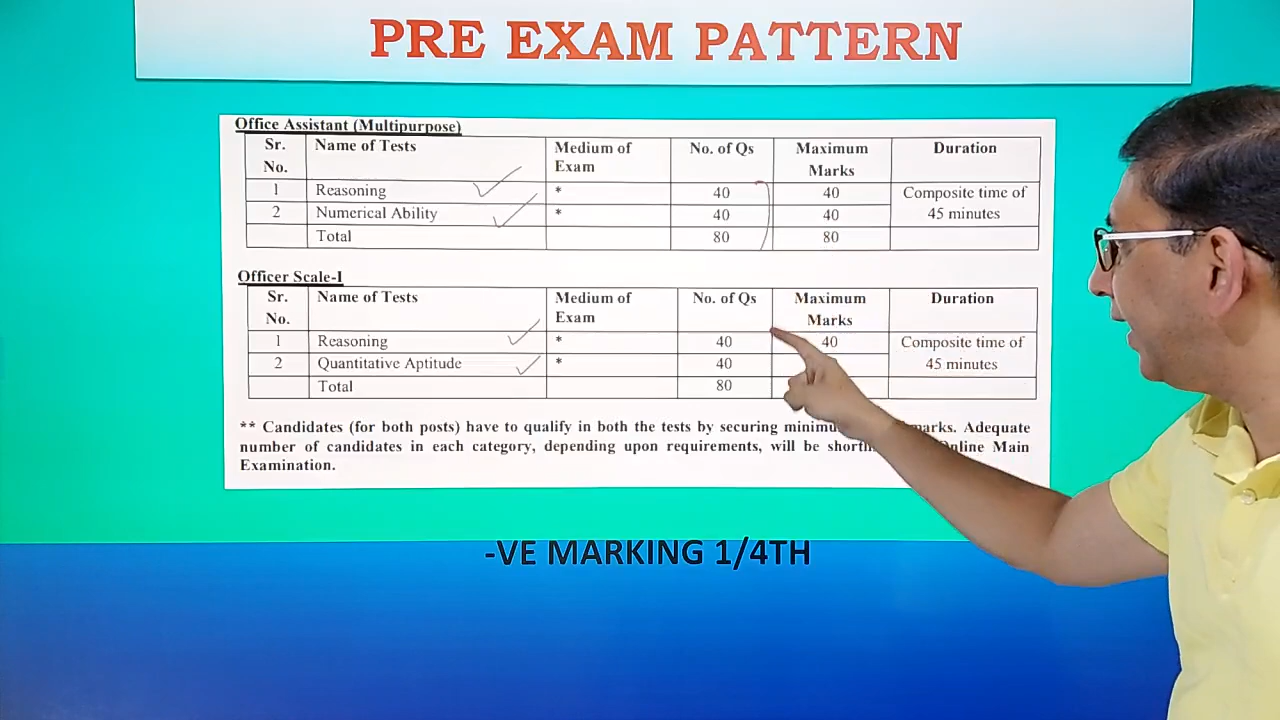 PRE EXAM PATTERN
Office Assistant (Multipurpose)
Sr. No. Name of Tests Medium of Exam No. of Qs Maximum Marks Duration
1 Reasoning * 40 40 Composite time of 45 minutes
2 Numerical Ability * 40 40
Total 80 80
Officer Scale-I
Sr. No. Name of Tests Medium of Exam No. of Qs Maximum Marks Duration
1 Reasoning * 40 40 Composite time of 45 minutes
2 Quantitative Aptitude * 40
Total 80
** Candidates (for both posts) have to qualify in both the tests by securing marks. Adequate
number of candidates in each category, depending upon requirements, will be Main
Examination.
-VE MARKING 1/4TH